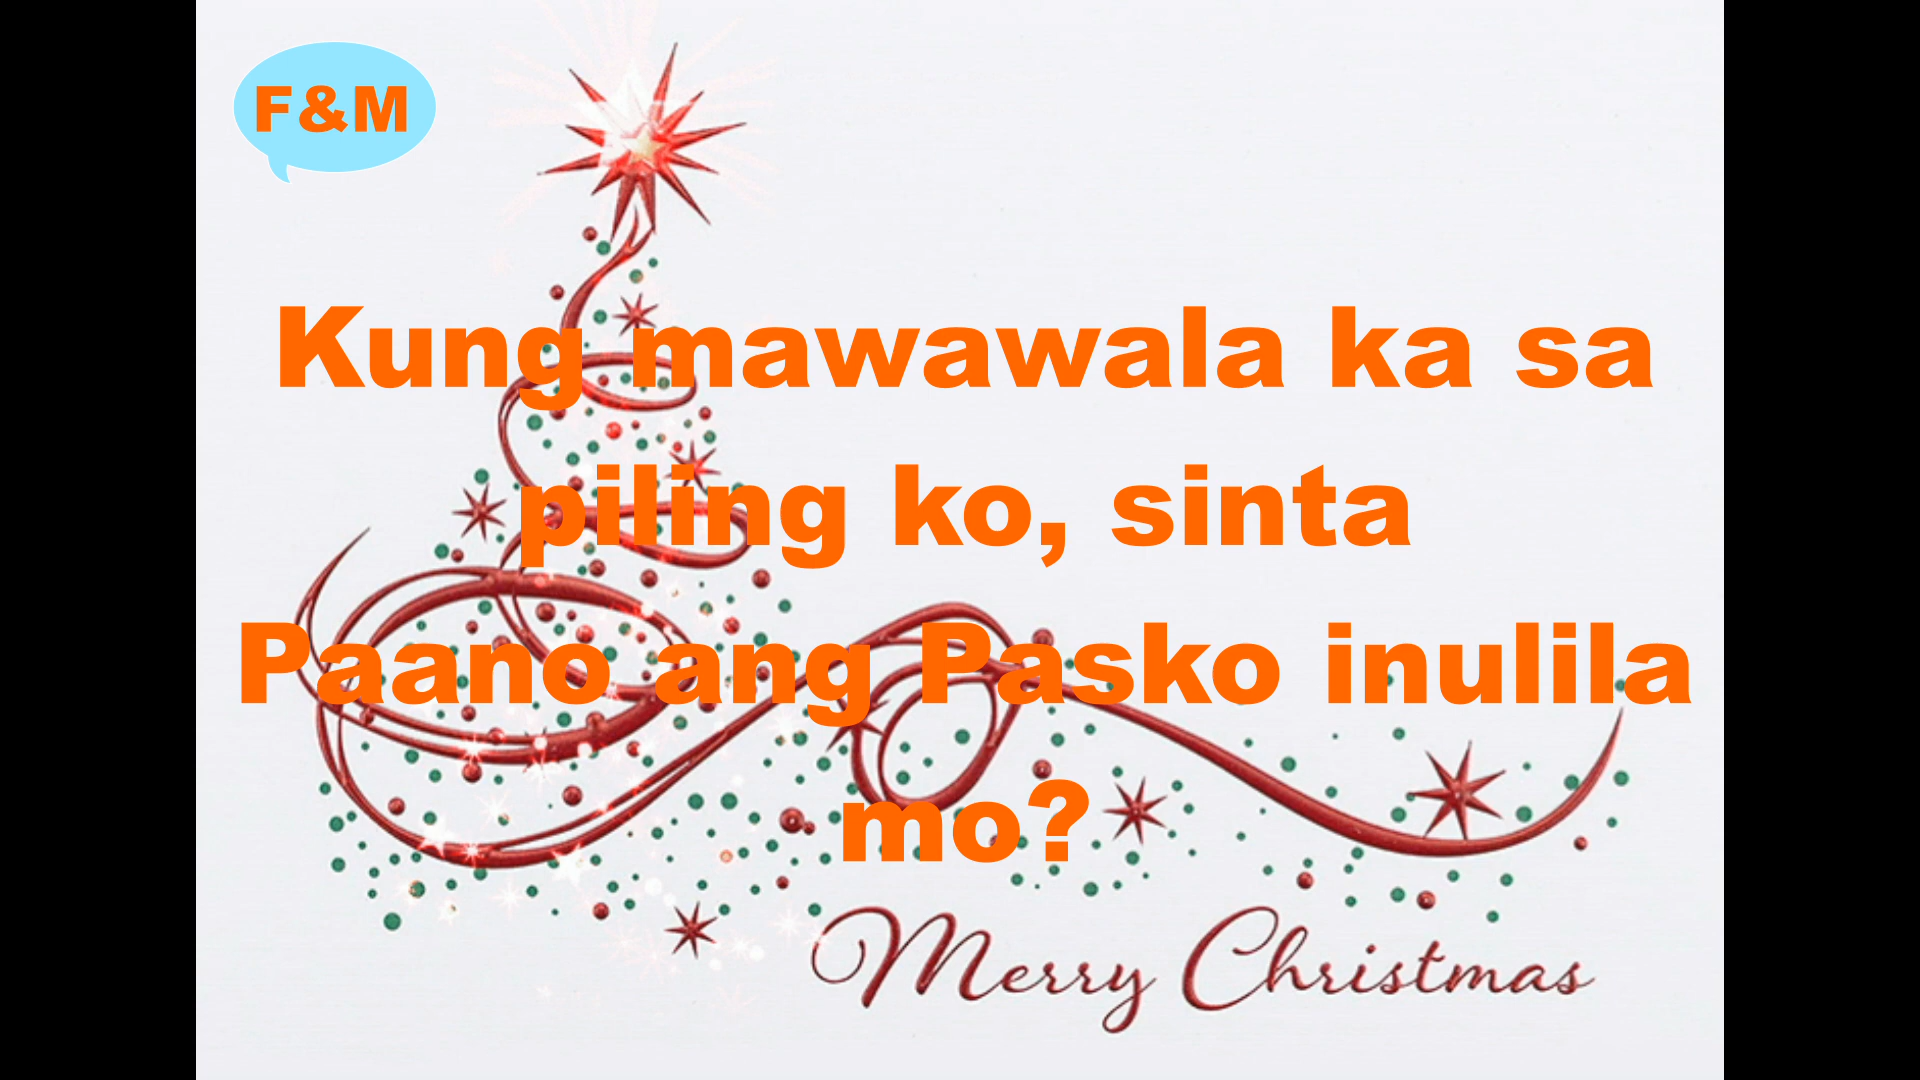 F&M
Kung mawawala ka sa
piling ko, sinta
Paano ang Pasko inulila
mo?
Merry Christmas